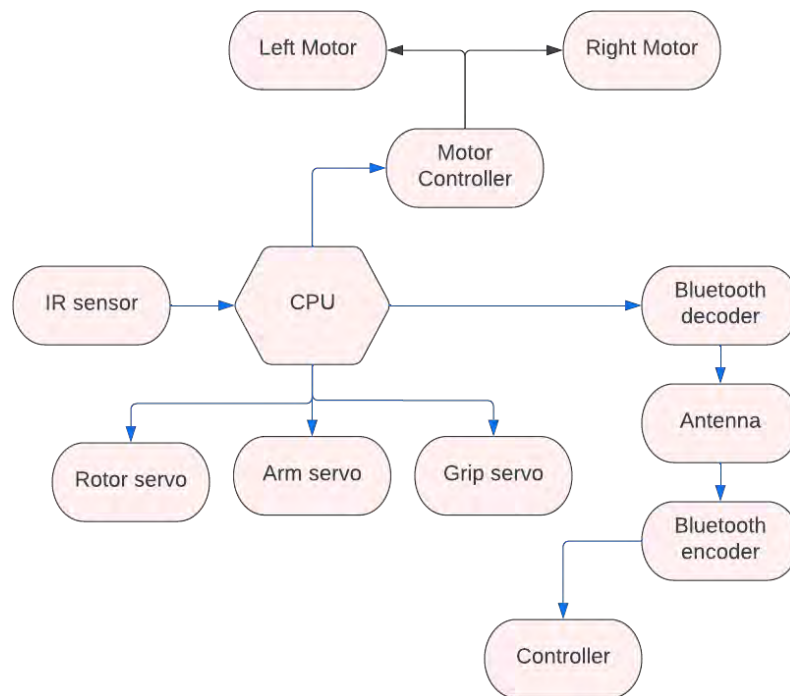 Left Motor
Right Motor
Motor
Controller
IR sensor
CPU
Bluetooth
decoder
Antenna
Rotor servo
Arm servo
Grip servo
Bluetooth
encoder
Controller